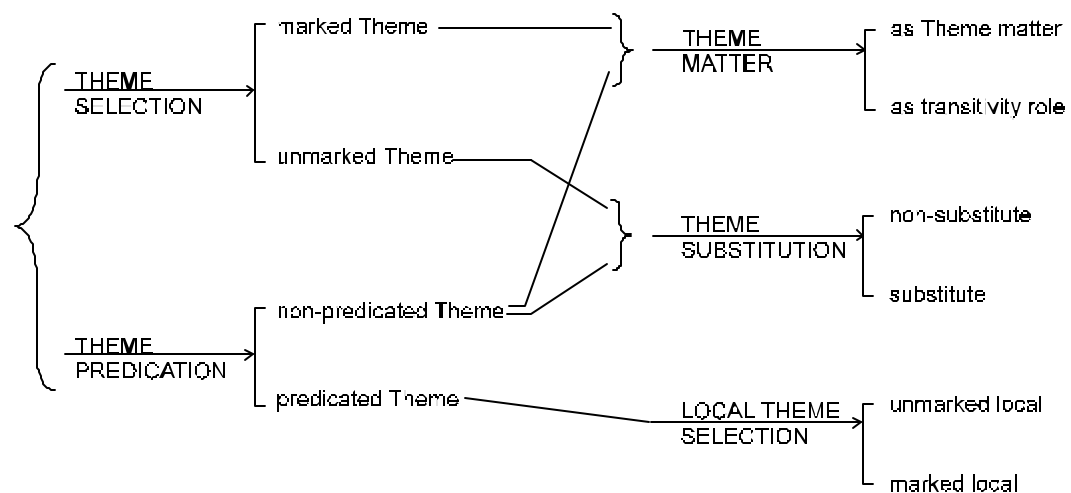 marked Theme
THEME
SELECTION
unmarked Theme
THEME
MATTER
as Theme matter
as transitivity role
THEME
SUBSTITUTION
non-substitute
substitute
non-predicated Theme
THEME
PREDICATION
predicated Theme
LOCAL THEME
SELECTION
unmarked local
marked local